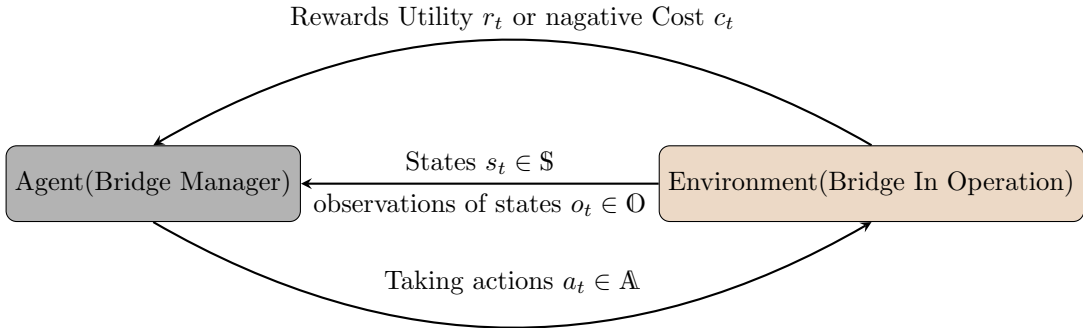 Rewards Utility r_t or nagative Cost c_t
States s_t ∈ 𝕊
Agent(Bridge Manager)
Environment(Bridge In Operation)
observations of states o_t ∈ 𝕆
Taking actions a_t ∈ 𝔸